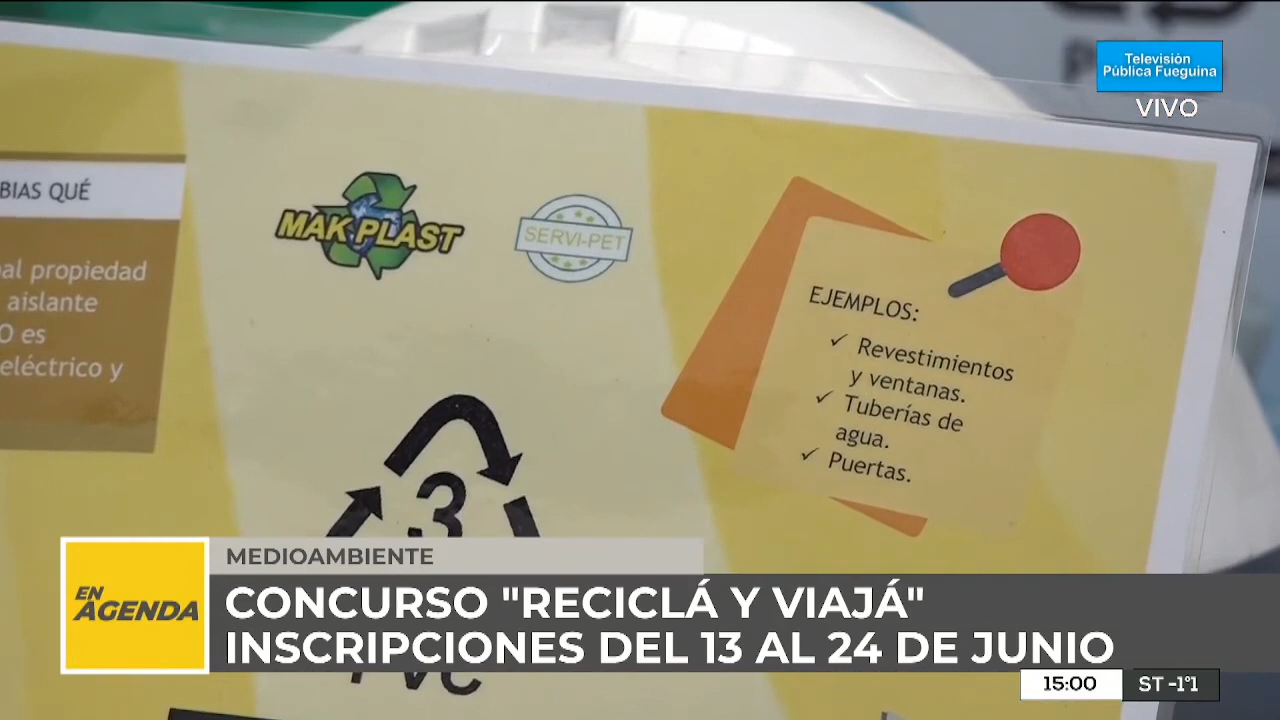 Televisión
Pública Fueguina
VIVO
BIAS QUÉ
al propiedad
aislante
O es
eléctrico y
MAK PLAST
SERVI-PET
EJEMPLOS:
✓ Revestimientos
y ventanas.
✓ Tuberías de
agua.
✓ Puertas.
3
PVC
EN
AGENDA
MEDIOAMBIENTE
CONCURSO "RECICLÁ Y VIAJÁ"
INSCRIPCIONES DEL 13 AL 24 DE JUNIO
15:00
ST -1°1